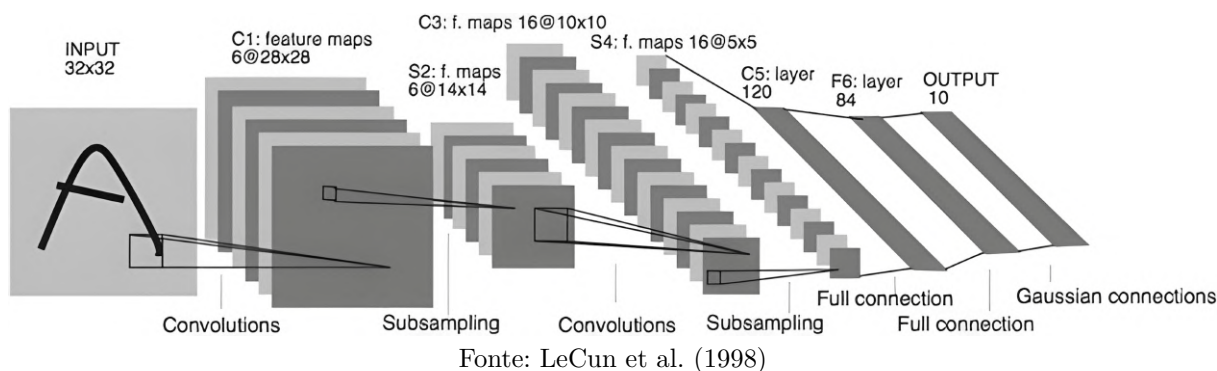 INPUT
32x32
C1: feature maps
6@28x28
S2: f. maps
6@14x14
C3: f. maps 16@10x10
S4: f. maps 16@5x5
C5: layer
120
F6: layer
84
OUTPUT
10
Convolutions
Subsampling
Convolutions
Subsampling
Full connection
Full connection
Gaussian connections
Fonte: LeCun et al. (1998)